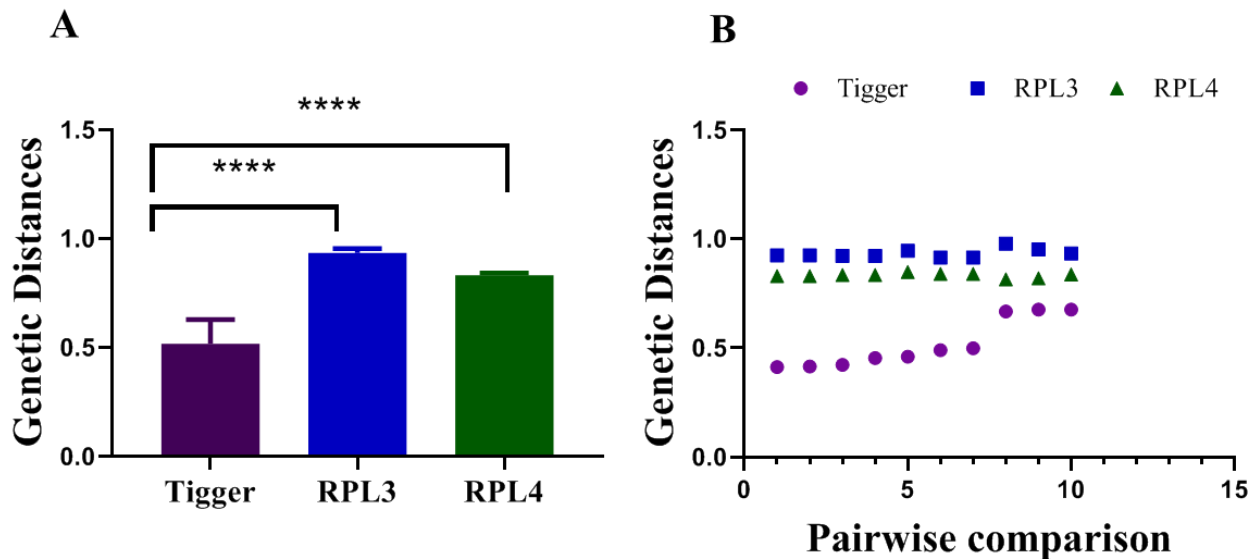 A
Genetic Distances
1.5
1.0
0.5
0.0
****
****
Tigger
RPL3
RPL4
B
Tigger
RPL3
RPL4
Genetic Distances
1.5
1.0
0.5
0.0
0
5
10
15
Pairwise comparison